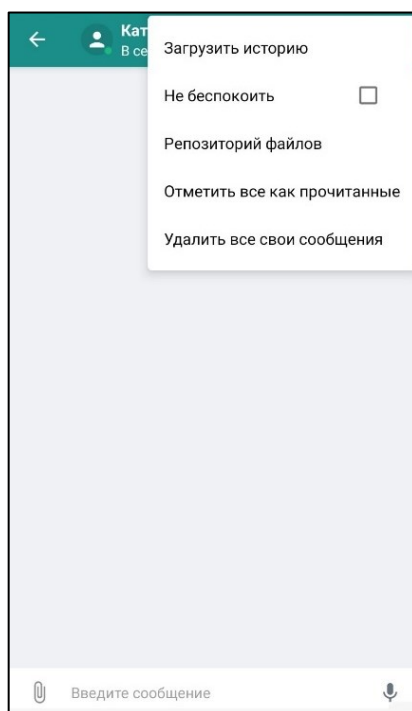 Кат
В се
Загрузить историю
Не беспокоить
Репозиторий файлов
Отметить все как прочитанные
Удалить все свои сообщения
Введите сообщение